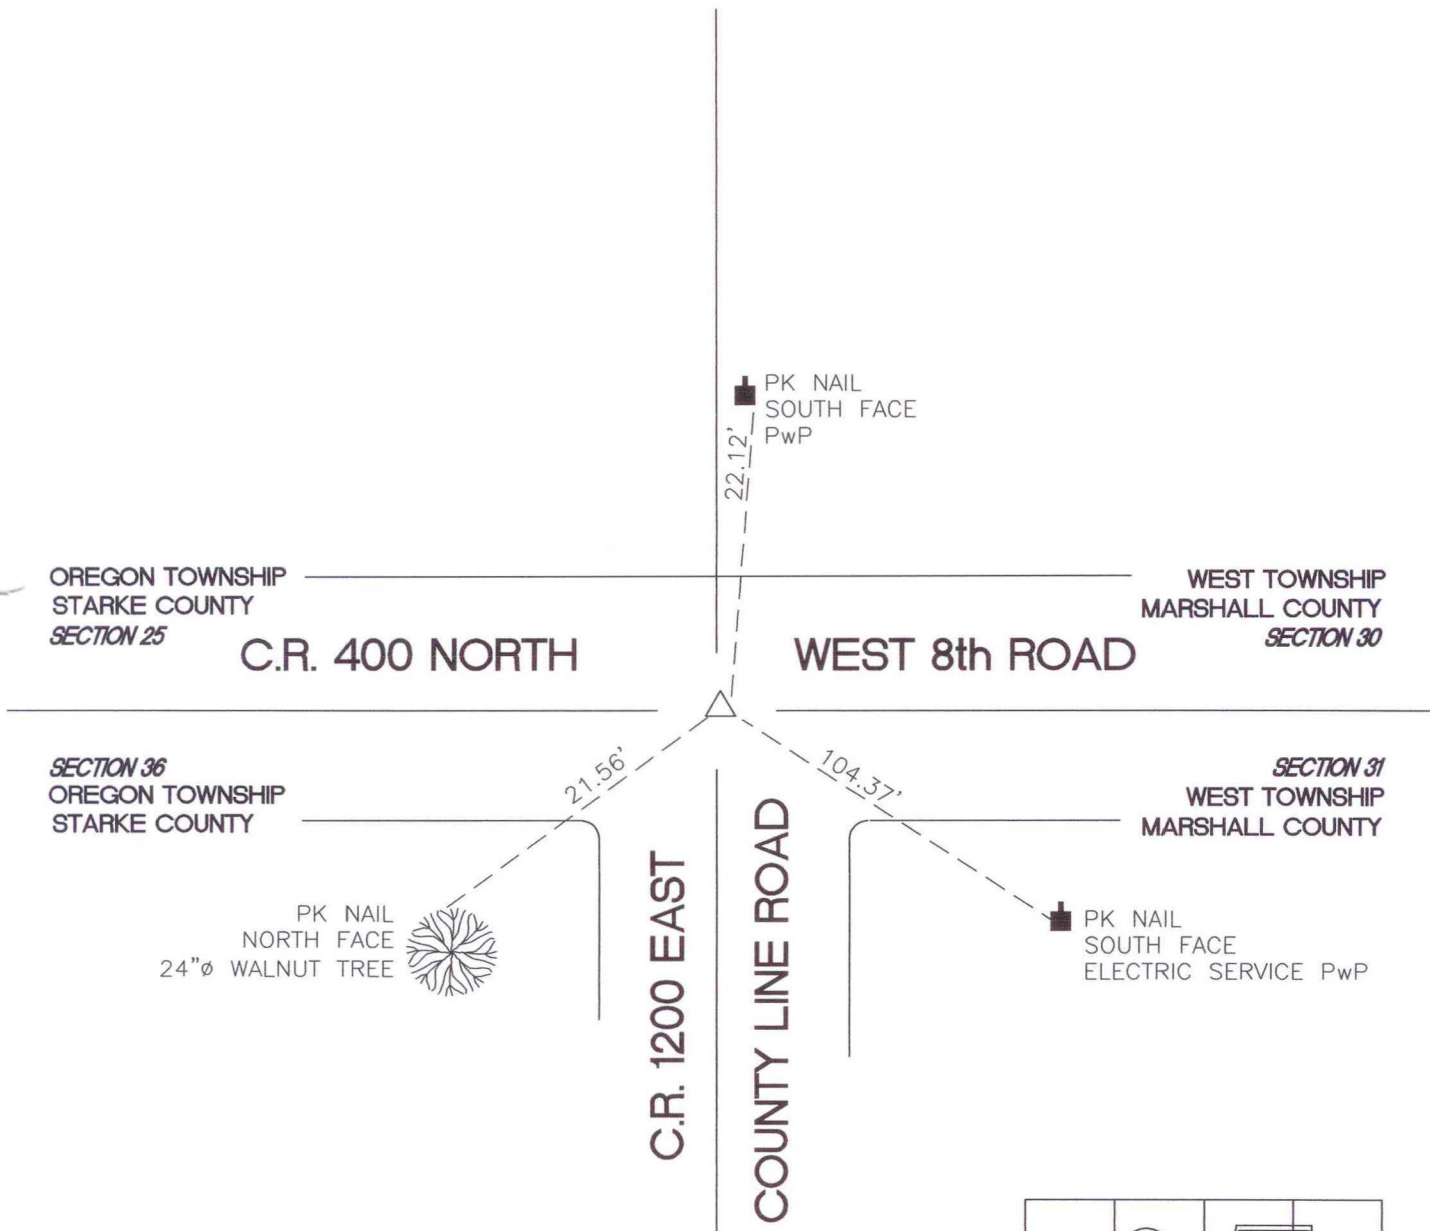 PK NAIL
SOUTH FACE
PwP
22.12'
OREGON TOWNSHIP
STARKE COUNTY
SECTION 25
WEST TOWNSHIP
MARSHALL COUNTY
SECTION 30
C.R. 400 NORTH
WEST 8th ROAD
SECTION 36
OREGON TOWNSHIP
STARKE COUNTY
21.56'
104.37'
SECTION 31
WEST TOWNSHIP
MARSHALL COUNTY
PK NAIL
NORTH FACE
24"ø WALNUT TREE
C.R. 1200 EAST
COUNTY LINE ROAD
PK NAIL
SOUTH FACE
ELECTRIC SERVICE PwP